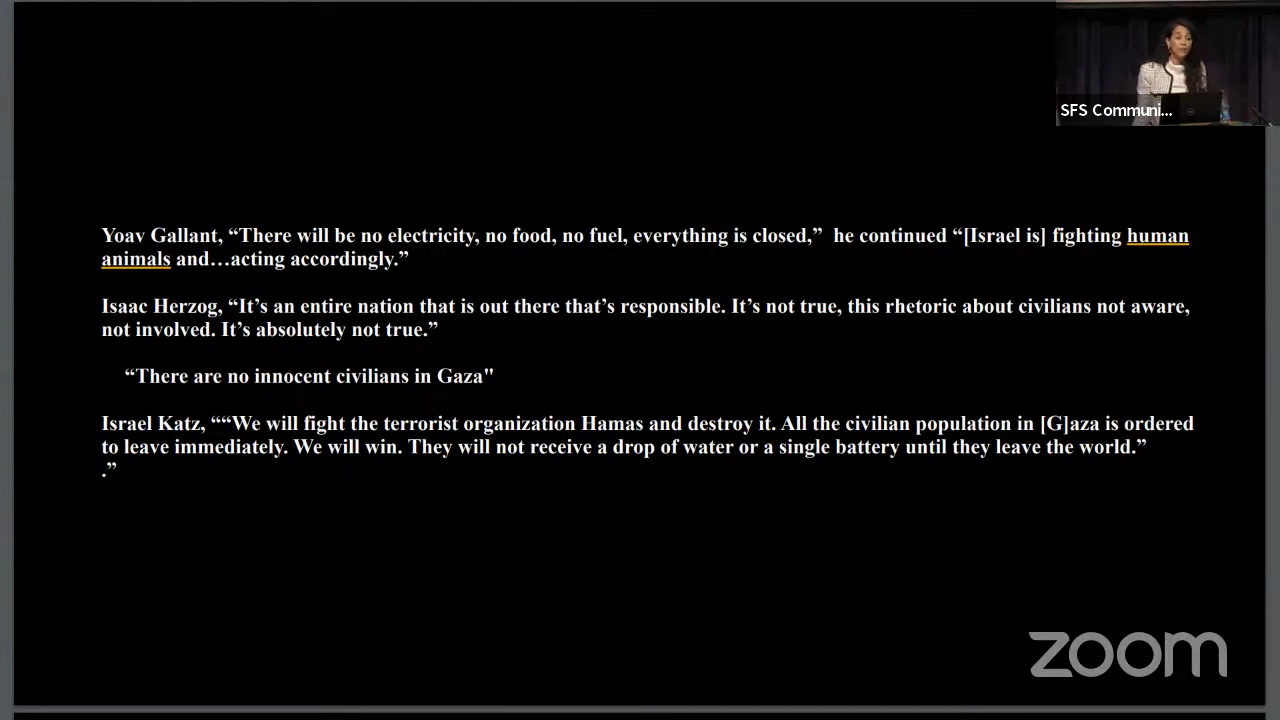 SFS Communi...
Yoav Gallant, “There will be no electricity, no food, no fuel, everything is closed,”  he continued “[Israel is] fighting human
animals and…acting accordingly.”
Isaac Herzog, “It’s an entire nation that is out there that’s responsible. It’s not true, this rhetoric about civilians not aware,
not involved. It’s absolutely not true.”
“There are no innocent civilians in Gaza"
Israel Katz, ““We will fight the terrorist organization Hamas and destroy it. All the civilian population in [G]aza is ordered
to leave immediately. We will win. They will not receive a drop of water or a single battery until they leave the world.”
.”
zoom